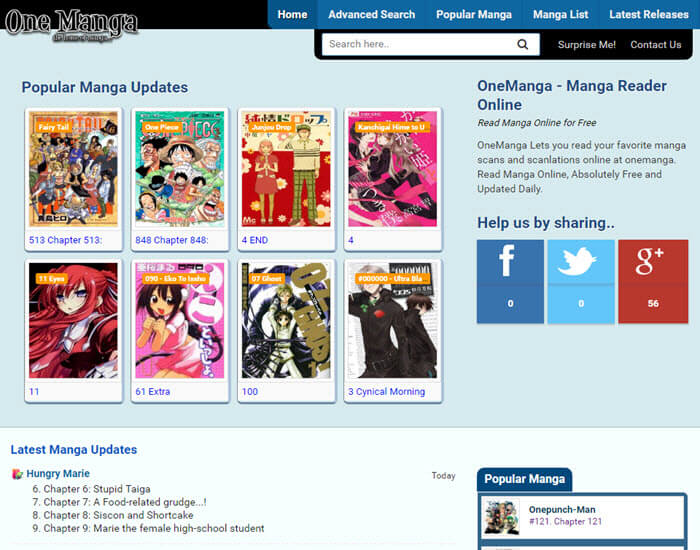 One Manga
Home
Advanced Search
Popular Manga
Manga List
Latest Releases
Search here..
Surprise Me!
Contact Us
Popular Manga Updates
Fairy Tail
One Piece
Junjou Drop
Kanchigai Hime to U
513 Chapter 513:
848 Chapter 848:
4 END
4
11 Eyes
090 - Eko To Issho
07 Ghost
#000000 - Ultra Bla
11
61 Extra
100
3 Cynical Morning
OneManga - Manga Reader
Online
Read Manga Online for Free
OneManga Lets you read your favorite manga
scans and scanlations online at onemanga.
Read Manga Online, Absolutely Free and
Updated Daily.
Help us by sharing..
f
g+
0
0
56
Latest Manga Updates
Hungry Marie
Today
6. Chapter 6: Stupid Taiga
7. Chapter 7: A Food-related grudge...!
8. Chapter 8: Siscon and Shortcake
9. Chapter 9: Marie the female high-school student
Popular Manga
Onepunch-Man
#121. Chapter 121